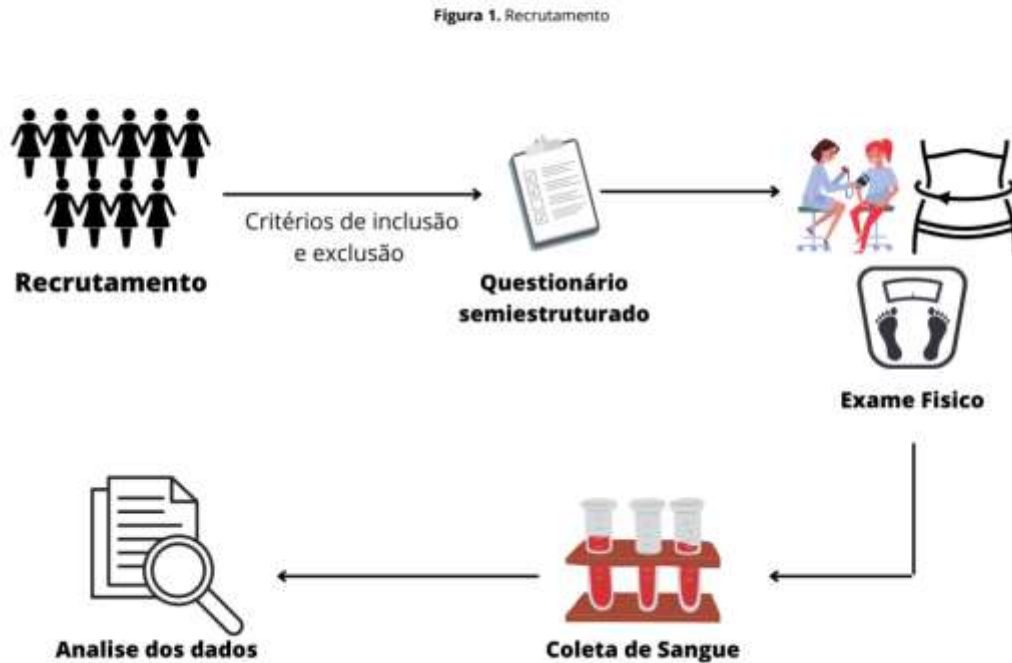 Figura 1. Recrutamento
Critérios de inclusão
e exclusão
Recrutamento
Questionário
semiestruturado
Exame Fisico
Coleta de Sangue
Analise dos dados